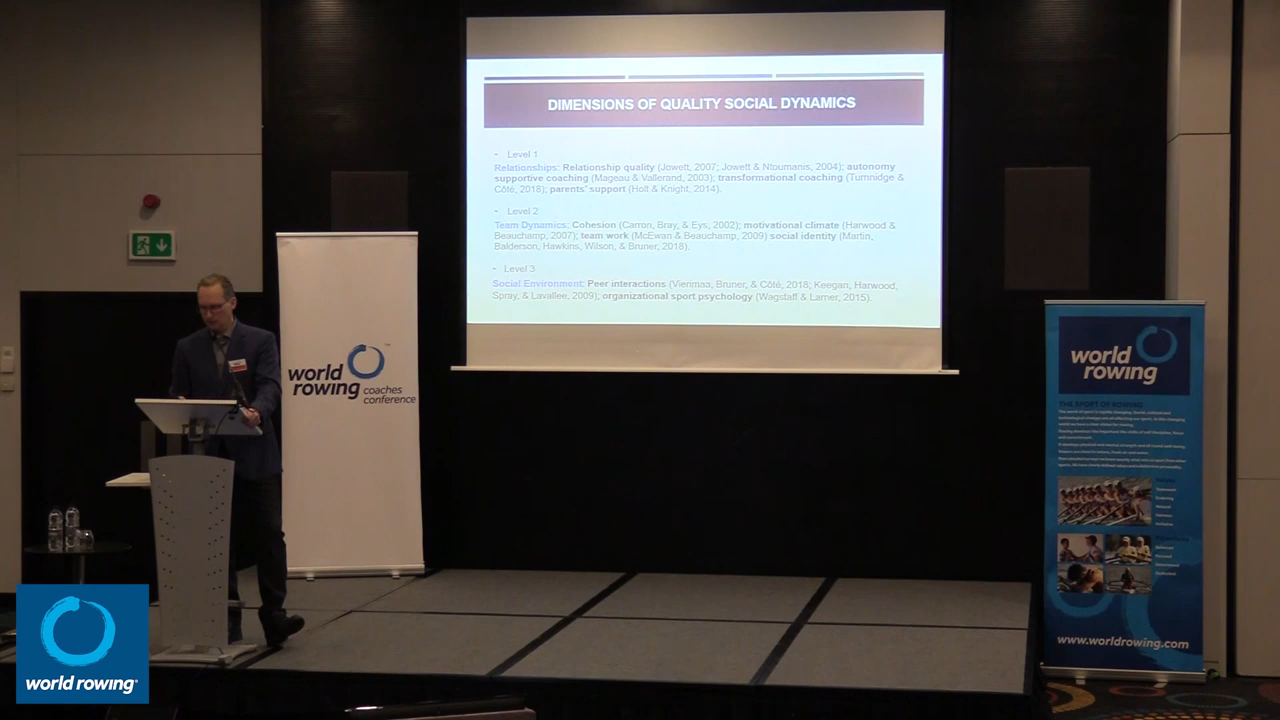 DIMENSIONS OF QUALITY SOCIAL DYNAMICS
- Level 1
Relationships: Relationship quality (Jowett, 2007; Jowett & Ntoumanis, 2004); autonomy
supportive coaching (Mageau & Vallerand, 2003); transformational coaching (Turnnidge &
Côté, 2018); parents' support (Holt & Knight, 2014).
- Level 2
Team Dynamics: Cohesion (Carron, Bray, & Eys, 2002); motivational climate (Harwood &
Beauchamp, 2007); team work (McEwan & Beauchamp, 2009) social identity (Martin,
Balderson, Hawkins, Wilson, & Bruner, 2018).
- Level 3
Social Environment: Peer interactions (Vierimaa, Bruner, & Côté, 2018; Keegan, Harwood,
Spray, & Lavallee, 2009); organizational sport psychology (Wagstaff & Larner, 2015).
world
rowing coaches
conference
world
rowing
THE SPORT OF ROWING
www.worldrowing.com
world rowing